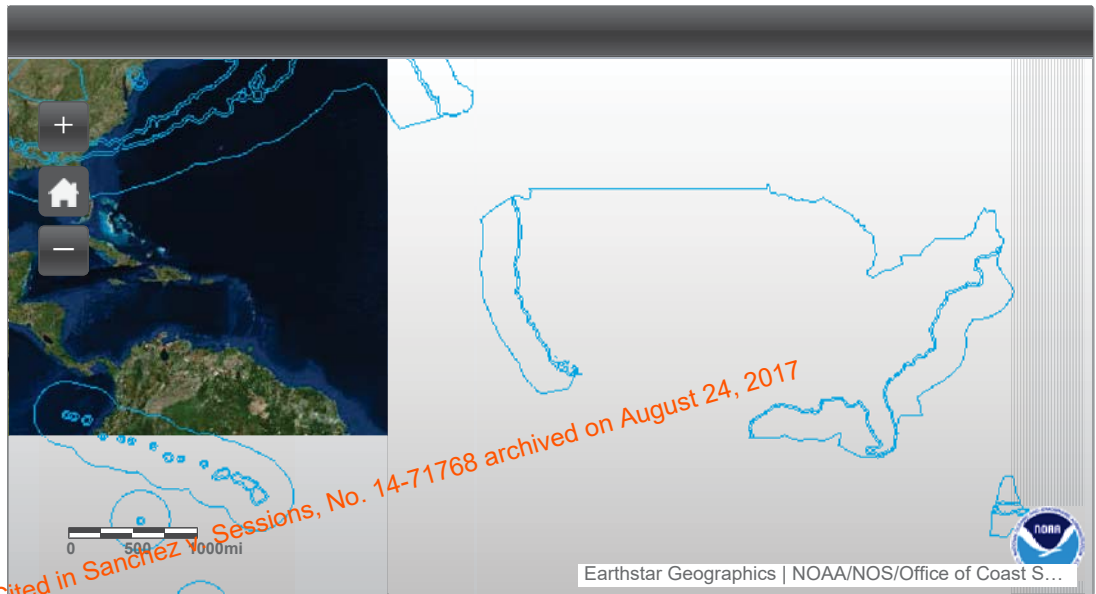 +
−
cited in Sanchez v. Sessions, No. 14-71768 archived on August 24, 2017
0 500 1000mi
NOAA
Earthstar Geographics | NOAA/NOS/Office of Coast S…